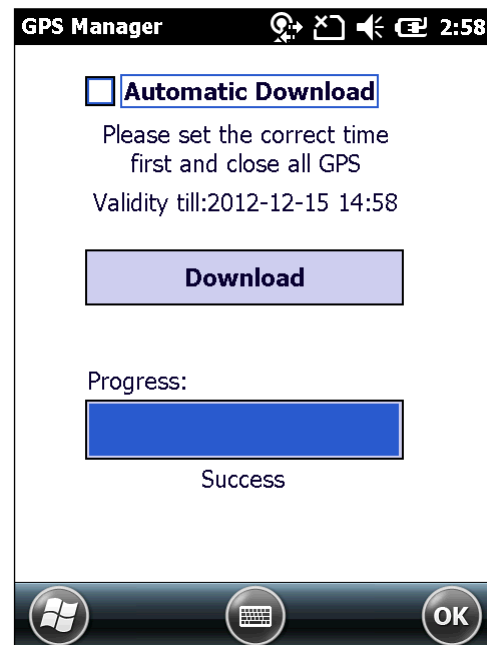 GPS Manager 2:58
Automatic Download
Please set the correct time
first and close all GPS
Validity till:2012-12-15 14:58
Download
Progress:
Success
OK